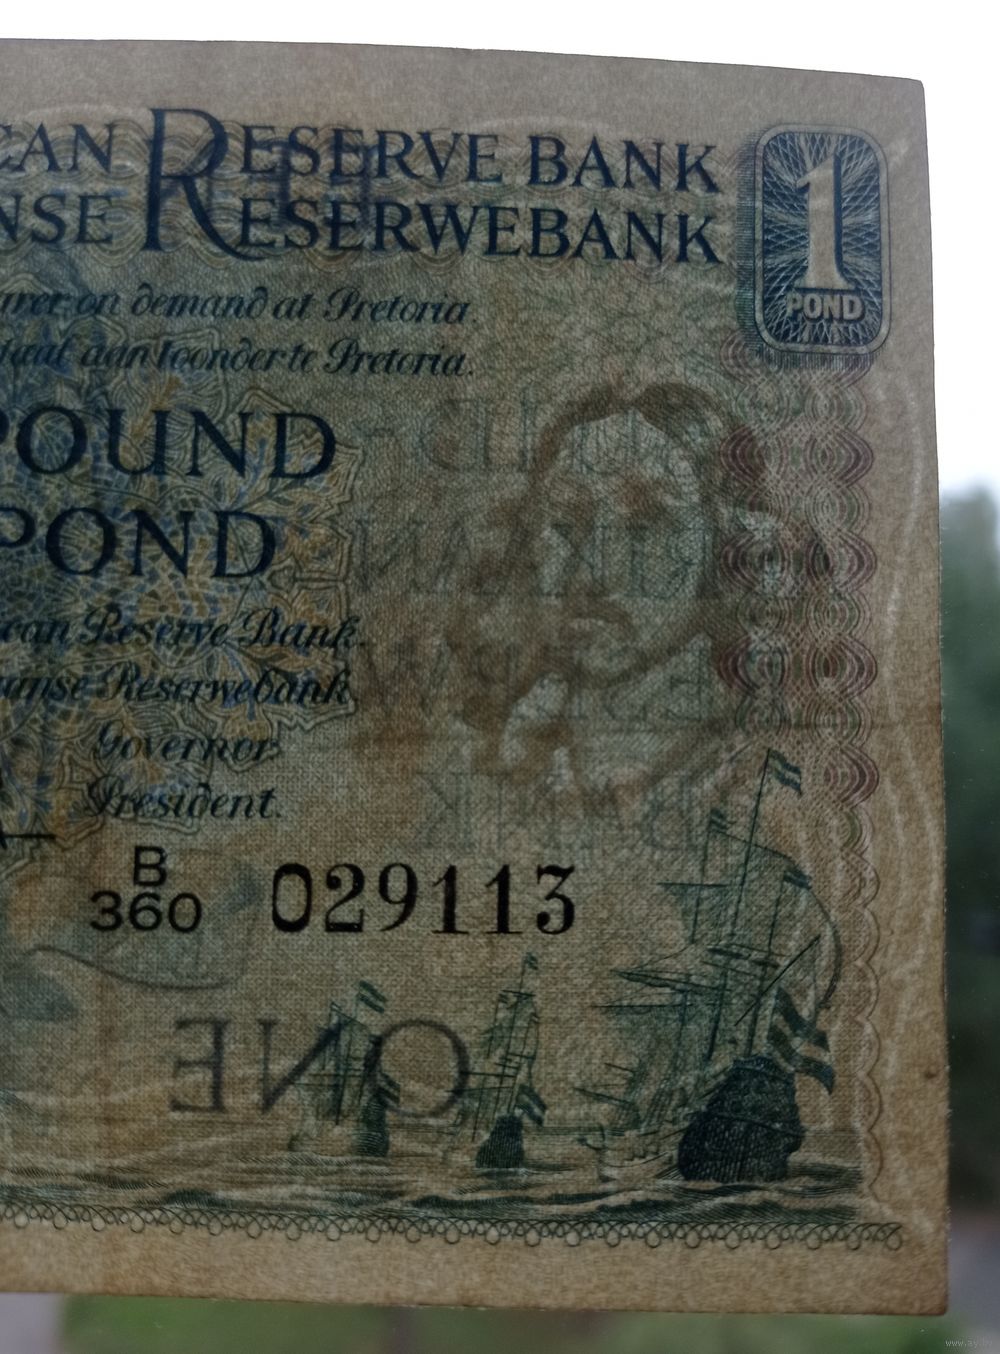 CAN RESERVE BANK
NSE RESERWEBANK
1
POND
on demand at Pretoria.
aan toonder te Pretoria.
POUND
POND
can Reserve Bank.
Reserwebank
Governor.
President.
B
360
029113
ONE